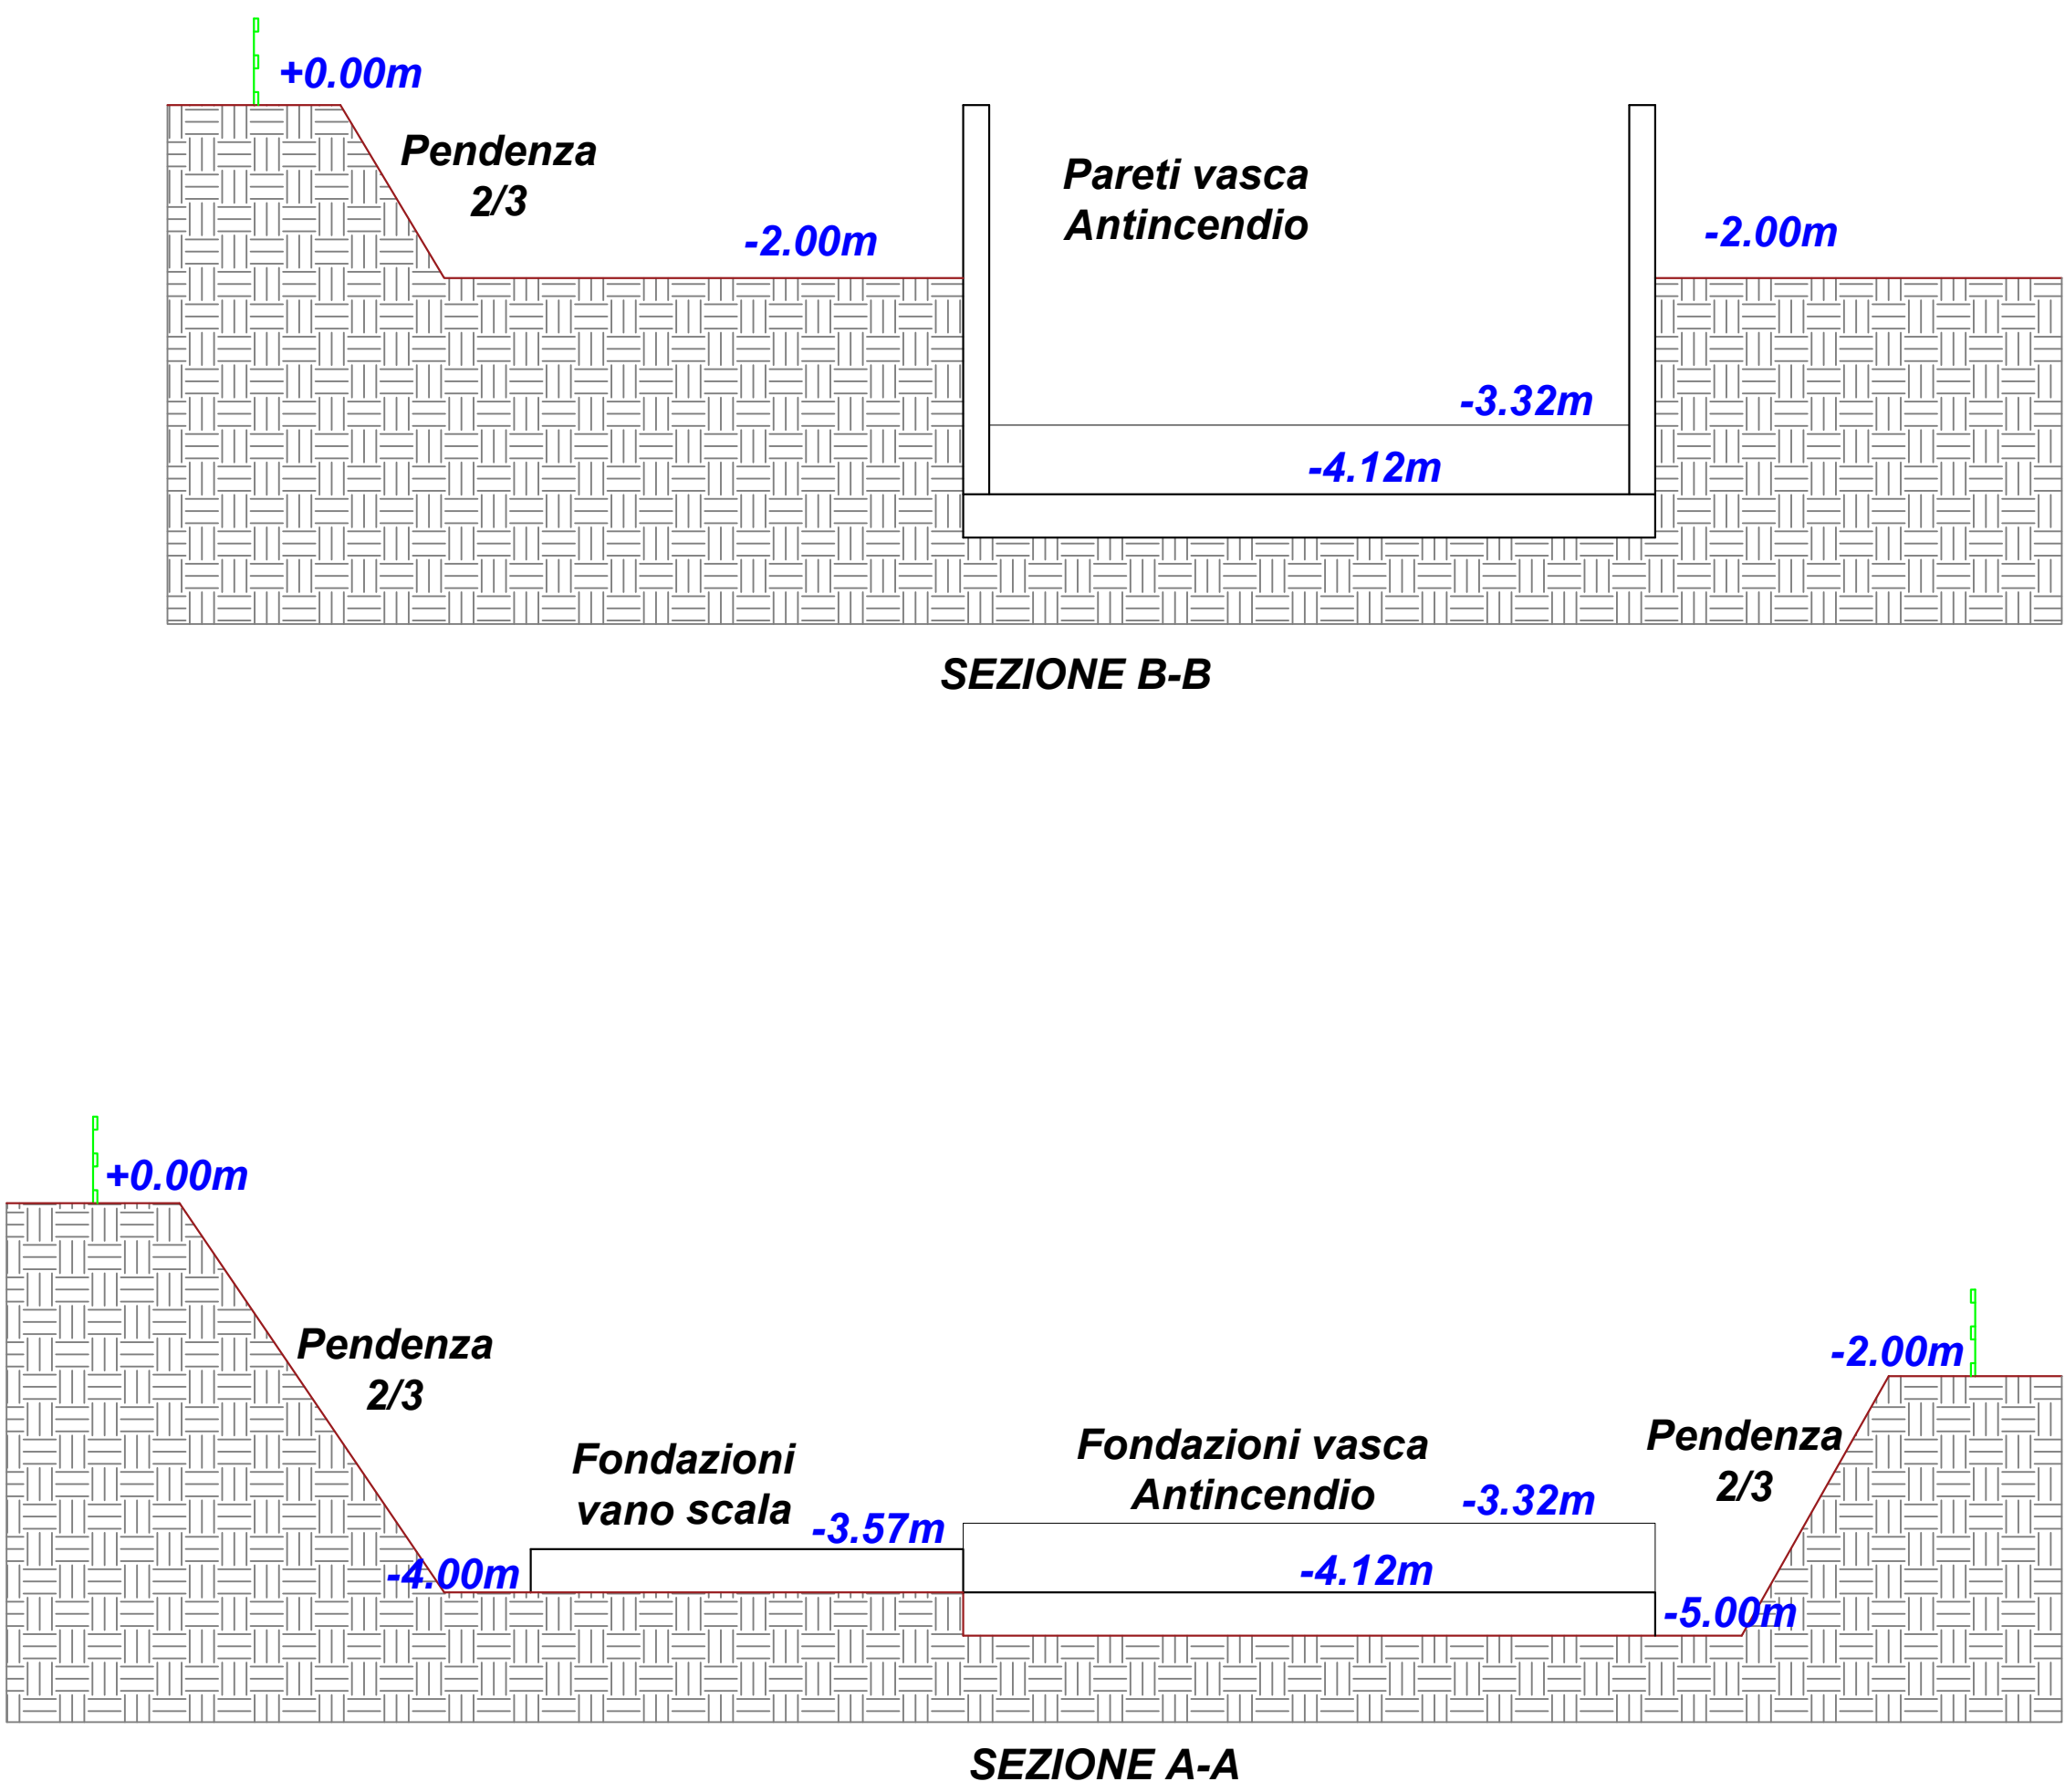 +0.00m
Pendenza
2/3
Pareti vasca
Antincendio
-2.00m
-2.00m
-3.32m
-4.12m
SEZIONE B-B
+0.00m
Pendenza
2/3
-2.00m
Fondazioni vasca
Antincendio
Pendenza
2/3
Fondazioni
vano scala
-3.32m
-3.57m
-4.00m
-4.12m
-5.00m
SEZIONE A-A